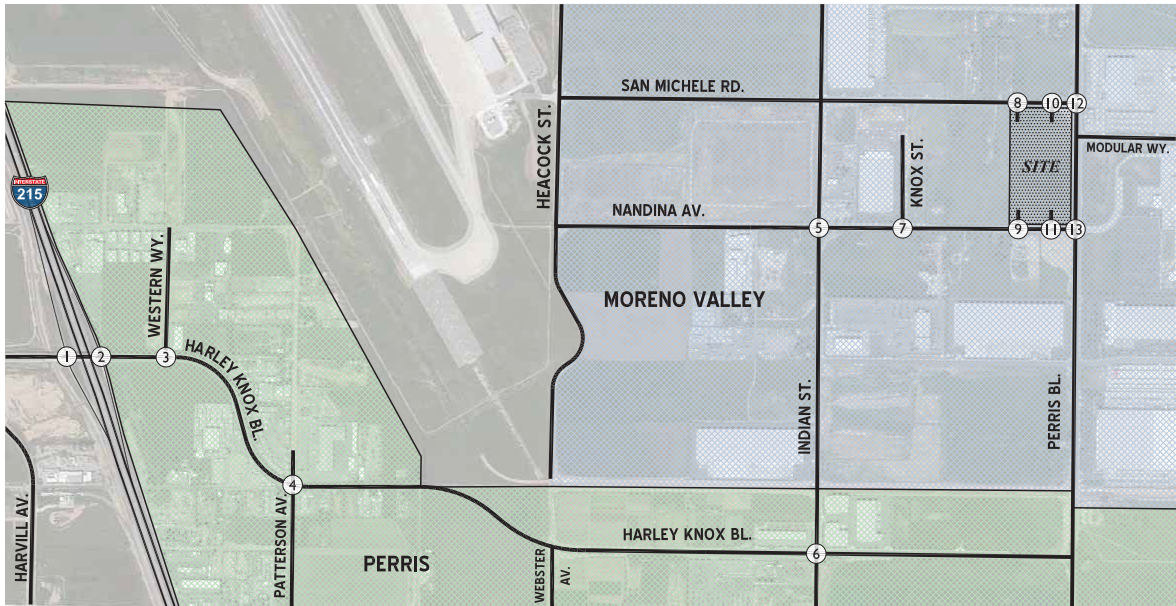 SAN MICHELE RD.
8
10
12
MODULAR WY.
HEACOCK ST.
KNOX ST.
SITE
INTERSTATE
215
NANDINA AV.
5
7
9
11
13
WESTERN WY.
MORENO VALLEY
1
2
3
HARLEY KNOX BL.
INDIAN ST.
PERRIS BL.
4
HARVILL AV.
PATTERSON AV.
PERRIS
WEBSTER
AV.
HARLEY KNOX BL.
6